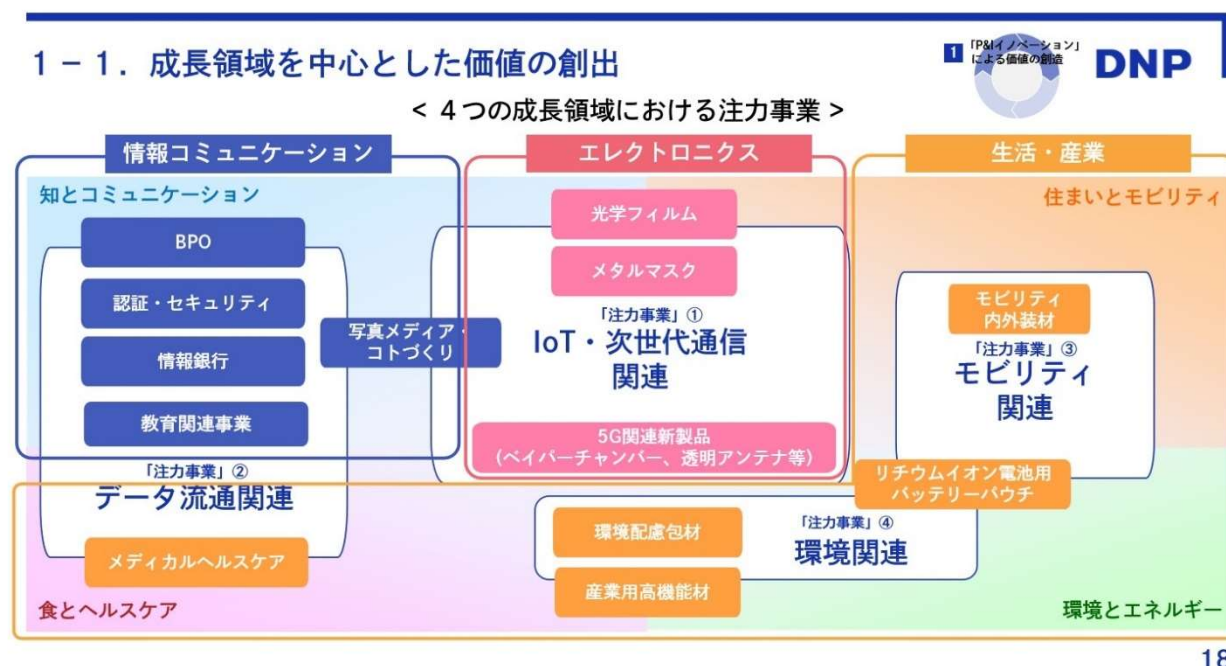 1－1．成長領域を中心とした価値の創出
1
「P&Iイノベーション」
による価値の創造
DNP
< 4つの成長領域における注力事業 >
情報コミュニケーション
エレクトロニクス
生活・産業
知とコミュニケーション
住まいとモビリティ
BPO
認証・セキュリティ
情報銀行
教育関連事業
写真メディア・
コトづくり
「注力事業」②
データ流通関連
メディカルヘルスケア
光学フィルム
メタルマスク
「注力事業」①
IoT・次世代通信
関連
5G関連新製品
(ベイパーチャンバー、透明アンテナ等)
モビリティ
内外装材
「注力事業」③
モビリティ
関連
リチウムイオン電池用
バッテリーパウチ
環境配慮包材
「注力事業」④
環境関連
産業用高機能材
食とヘルスケア
環境とエネルギー
18